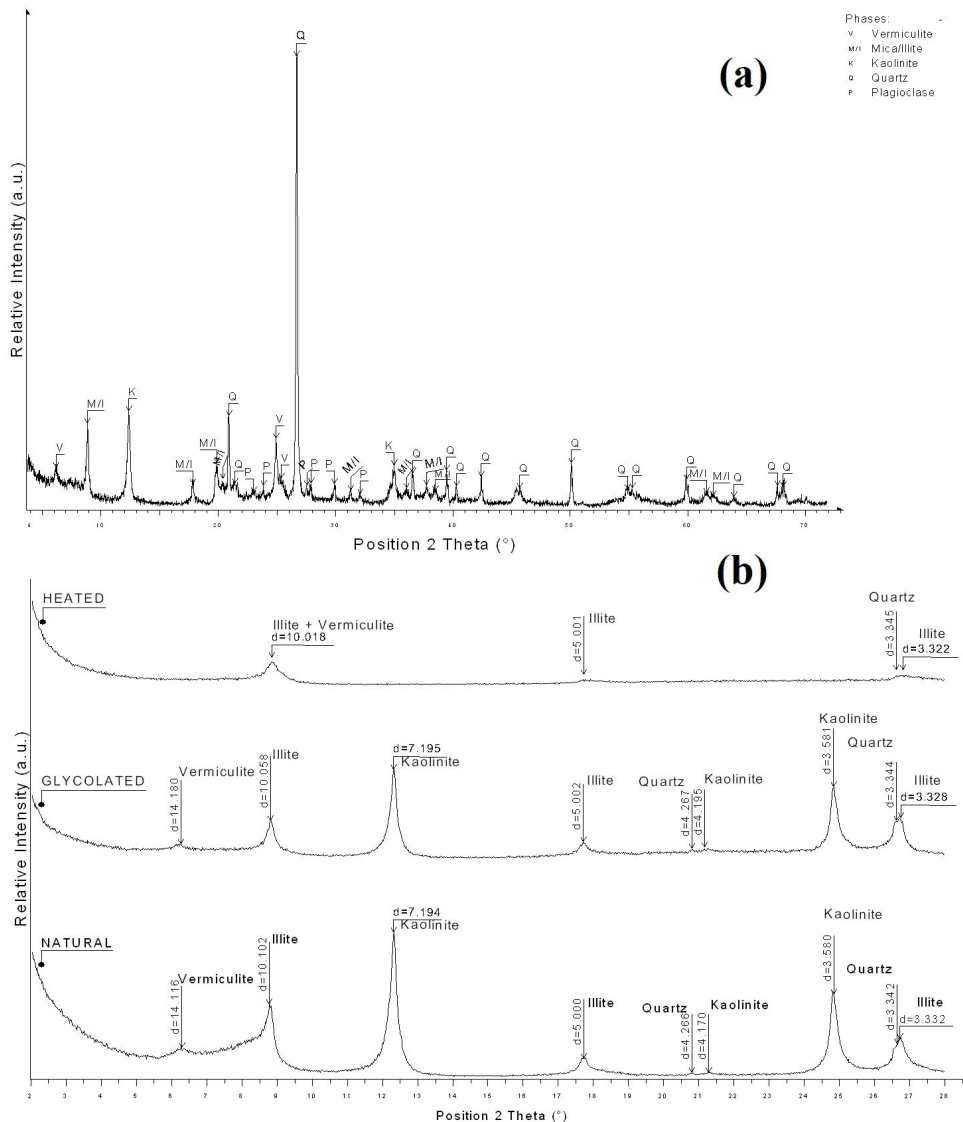 (a)
Phases: -
V Vermiculite
M/I Mica/Illite
K Kaolinite
Q Quartz
P Plagioclase
Relative Intensity (a.u.)
V
M/I
K
M/I
M/I
M/I
Q
Q
P
P
V
V
Q
P
P
P
M/I
P
K
M/I
Q
M/I
M/I
Q
Q
Q
Q
Q
Q
Q
Q
M/I
M/I
Q
Q
Q
4 10 20 30 40 50 60 70
Position 2 Theta (°)
(b)
Relative Intensity (a.u.)
Relative Intensity (a.u.)
HEATED
Illite + Vermiculite
d=10.018
d=5.001
Illite
Quartz
d=3.345
Illite
d=3.322
GLYCOLATED
d=14.180
Vermiculite
d=10.058
Illite
d=7.195
Kaolinite
d=5.002
Illite
Quartz
d=4.267
d=4.195
Kaolinite
Kaolinite
d=3.581
Quartz
d=3.344
Illite
d=3.328
NATURAL
d=14.116
Vermiculite
d=10.102
Illite
d=7.194
Kaolinite
d=5.000
Illite
Quartz
d=4.266
d=4.170
Kaolinite
Kaolinite
d=3.580
Quartz
d=3.342
Illite
d=3.332
2 3 4 5 6 7 8 9 10 11 12 13 14 15 16 17 18 19 20 21 22 23 24 25 26 27 28
Position 2 Theta (°)